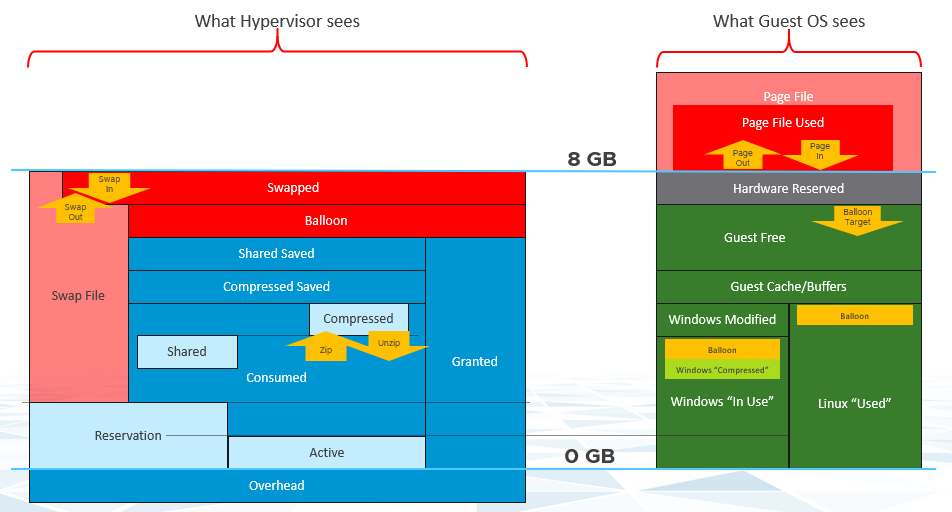 What Hypervisor sees
What Guest OS sees
Page File
Page File Used
Page
Out
Page
In
8 GB
Swap
In
Swapped
Hardware Reserved
Swap
Out
Balloon
Balloon
Target
Guest Free
Shared Saved
Compressed Saved
Guest Cache/Buffers
Swap File
Compressed
Windows Modified
Balloon
Shared
Zip
Unzip
Balloon
Granted
Windows "Compressed"
Consumed
Windows "In Use"
Linux "Used"
Reservation
Active
0 GB
Overhead